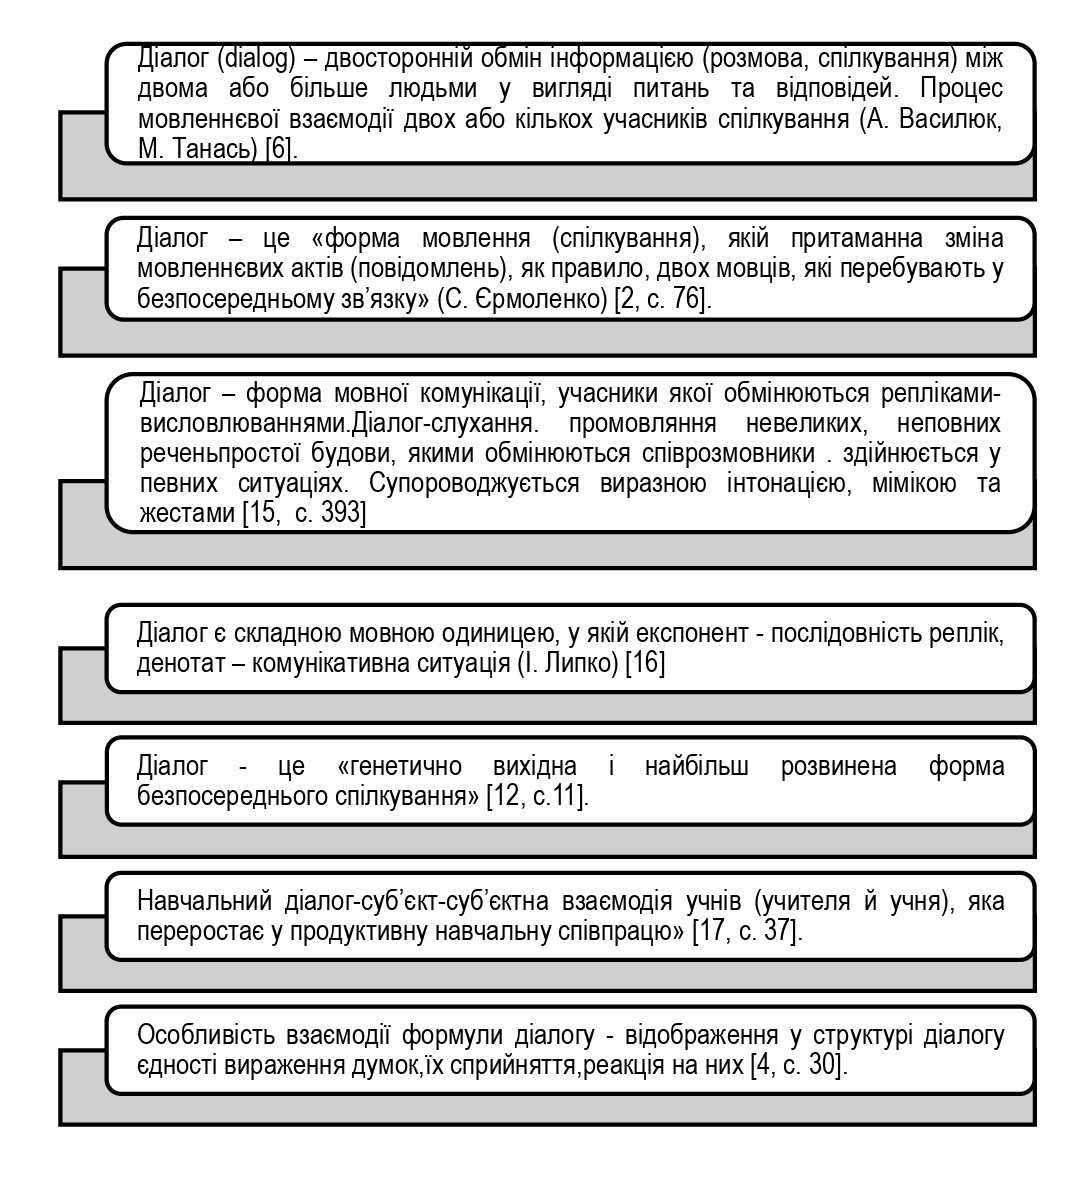 Діалог (dialog) – двосторонній обмін інформацією (розмова, спілкування) між
двома або більше людьми у вигляді питань та відповідей. Процес
мовленнєвої взаємодії двох або кількох учасників спілкування (А. Василюк,
М. Танась) [6].
Діалог – це «форма мовлення (спілкування), якій притаманна зміна
мовленнєвих актів (повідомлень), як правило, двох мовців, які перебувають у
безпосередньому зв’язку» (С. Єрмоленко) [2, с. 76].
Діалог – форма мовної комунікації, учасники якої обмінюються репліками-
висловлюваннями.Діалог-слухання. промовляння невеликих, неповних
реченьпростої будови, якими обмінюються співрозмовники . здійнюється у
певних ситуаціях. Супороводжується виразною інтонацією, мімікою та
жестами [15, с. 393]
Діалог є складною мовною одиницею, у якій експонент - послідовність реплік,
денотат – комунікативна ситуація (І. Липко) [16]
Діалог - це «генетично вихідна і найбільш розвинена форма
безпосереднього спілкування» [12, с.11].
Навчальний діалог-суб’єкт-суб’єктна взаємодія учнів (учителя й учня), яка
переростає у продуктивну навчальну співпрацю» [17, с. 37].
Особливість взаємодії формули діалогу - відображення у структурі діалогу
єдності вираження думок,їх сприйняття,реакція на них [4, с. 30].